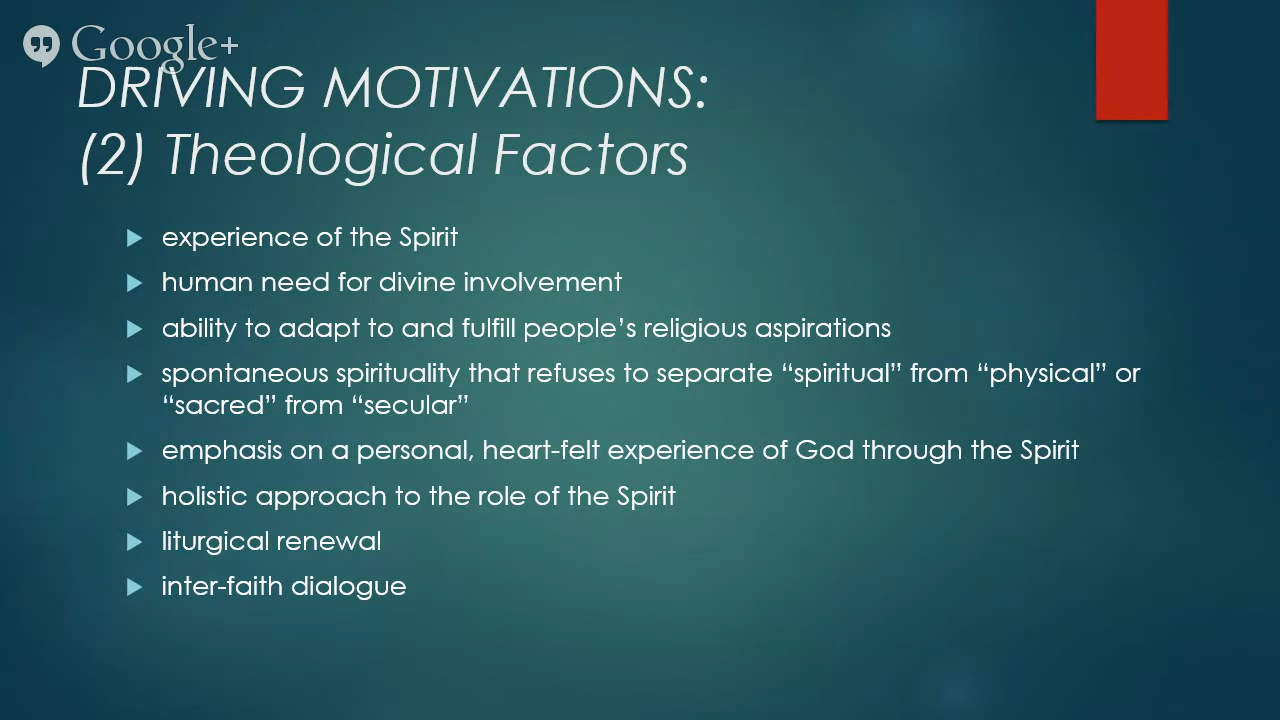 Google+
DRIVING MOTIVATIONS:
(2) Theological Factors
experience of the Spirit
human need for divine involvement
ability to adapt to and fulfill people’s religious aspirations
spontaneous spirituality that refuses to separate “spiritual” from “physical” or
“sacred” from “secular”
emphasis on a personal, heart-felt experience of God through the Spirit
holistic approach to the role of the Spirit
liturgical renewal
inter-faith dialogue